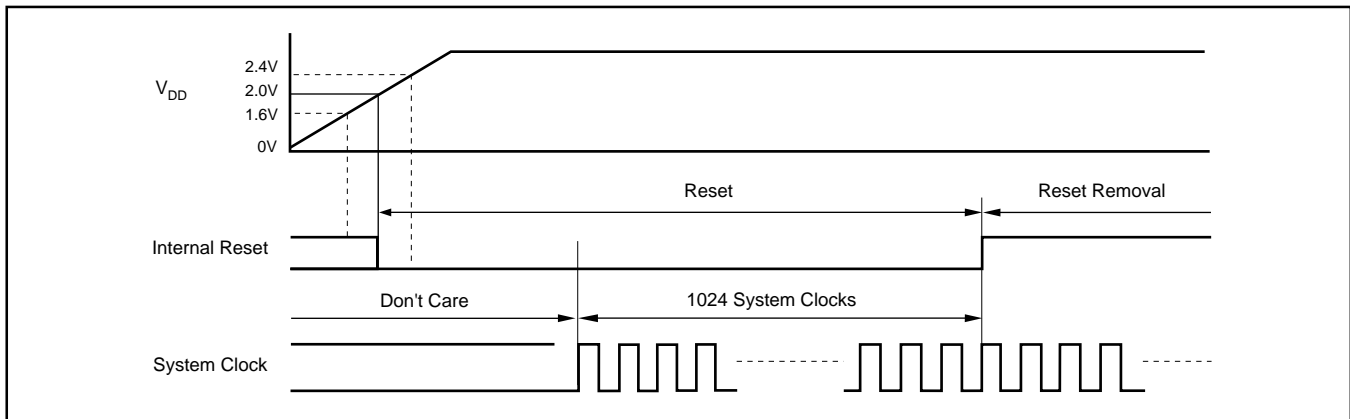 2.4V
V_DD
2.0V
1.6V
0V
Reset
Reset Removal
Internal Reset
Don't Care
1024 System Clocks
System Clock